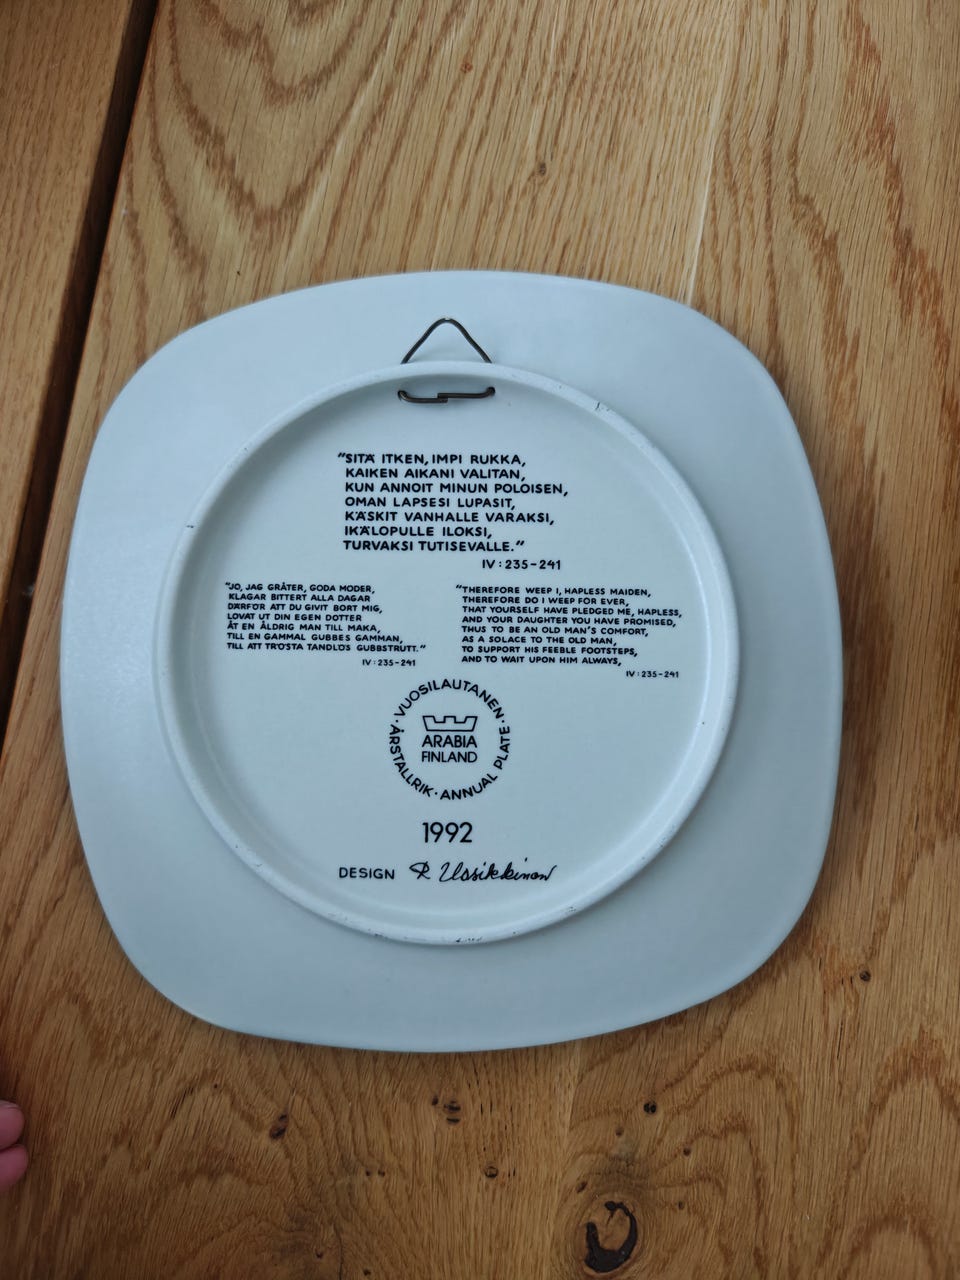 "SITÄ ITKEN, IMPI RUKKA,
KAIKEN AIKANI VALITAN,
KUN ANNOIT MINUN POLOISEN,
OMAN LAPSESI LUPASIT,
KÄSKIT VANHALLE VARAKSI,
IKÄLOPULLE ILOKSI,
TURVAKSI TUTISEVALLE."
IV: 235-241
"JO, JAG GRÅTER, GODA MODER,
KLAGAR BITTERT ALLA DAGAR
DÄRFÖR ATT DU GIVIT BORT MIG,
LOVAT UT DIN EGEN DOTTER
ÅT EN ÅLDRIG MAN TILL MAKA,
TILL EN GAMMAL GUBBES GAMMAN,
TILL ATT TRÖSTA TANDLÖS GUBBSTRUTT."
IV: 235-241
"THEREFORE WEEP I, HAPLESS MAIDEN,
THEREFORE DO I WEEP FOR EVER,
THAT YOURSELF HAVE PLEDGED ME, HAPLESS,
AND YOUR DAUGHTER YOU HAVE PROMISED,
THUS TO BE AN OLD MAN'S COMFORT,
AS A SOLACE TO THE OLD MAN,
TO SUPPORT HIS FEEBLE FOOTSTEPS,
AND TO WAIT UPON HIM ALWAYS,
IV: 235-241
· VUOSILAUTANEN · ÅRSTALLRIK · ANNUAL PLATE
ARABIA
FINLAND
1992
DESIGN R. Uosikkinen